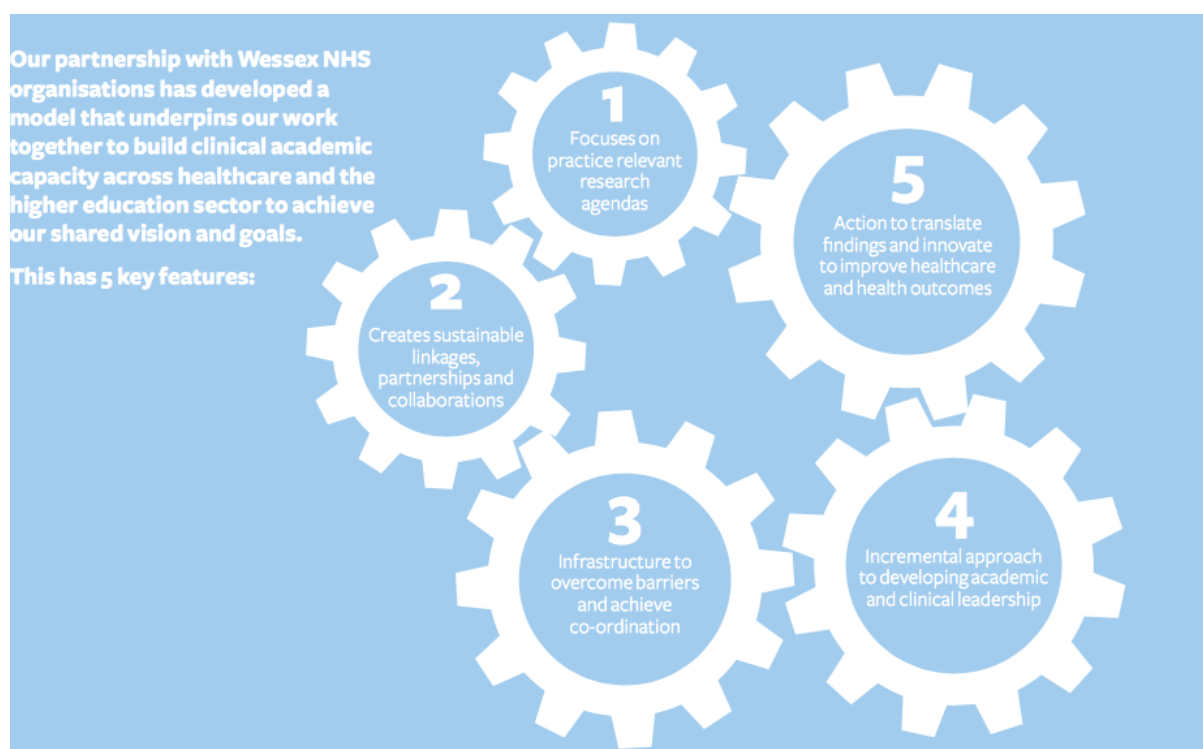 Our partnership with Wessex NHS
organisations has developed a
model that underpins our work
together to build clinical academic
capacity across healthcare and the
higher education sector to achieve
our shared vision and goals.
This has 5 key features:
1
Focuses on
practice relevant
research
agendas
2
Creates sustainable
linkages,
partnerships and
collaborations
3
Infrastructure to
overcome barriers
and achieve
co-ordination
4
Incremental approach
to developing academic
and clinical leadership
5
Action to translate
findings and innovate
to improve healthcare
and health outcomes